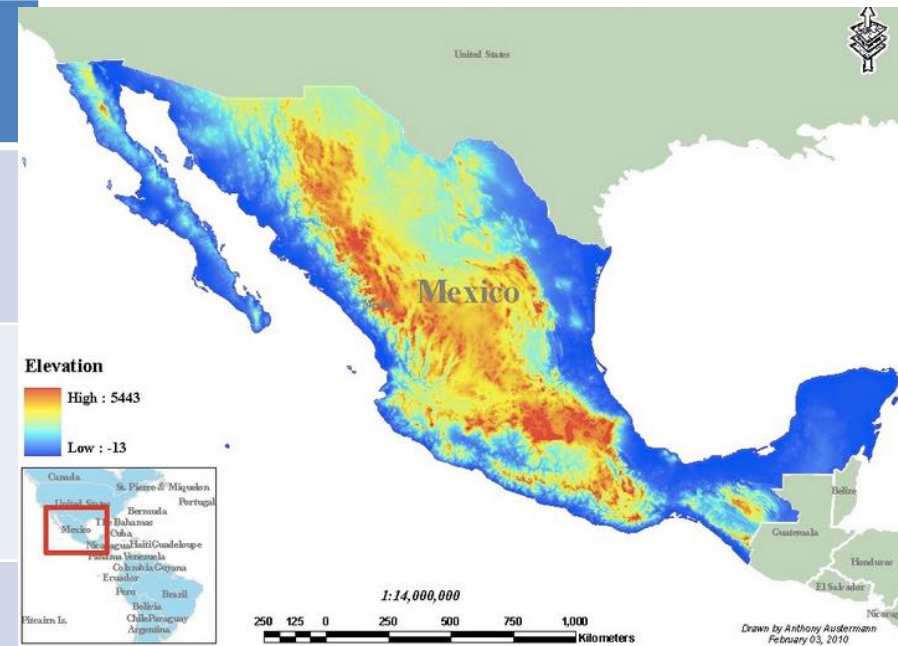 United States
Mexico
Elevation
High : 5443
Low : -13
Canada
St. Pierre & Miquelon
United States
Portugal
Bermuda
Mexico
The Bahamas
Cuba
Nicaragua
Haiti
Guadeloupe
Panama
Venezuela
Colombia
Guyana
Ecuador
Peru
Brazil
Bolivia
Chile
Paraguay
Argentina
Pitcairn Is.
Belize
Guatemala
Honduras
El Salvador
1:14,000,000
250 125 0 250 500 750 1,000
Kilometers
Drawn by Anthony Austermann
February 03, 2010